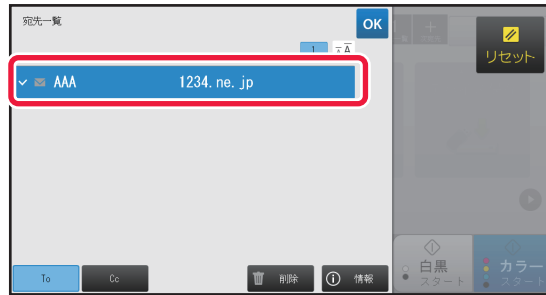 宛先一覧
OK
1
AAA 1234.ne.jp
To
Cc
削除
情報
リセット
白黒
スタート
カラー
スタート